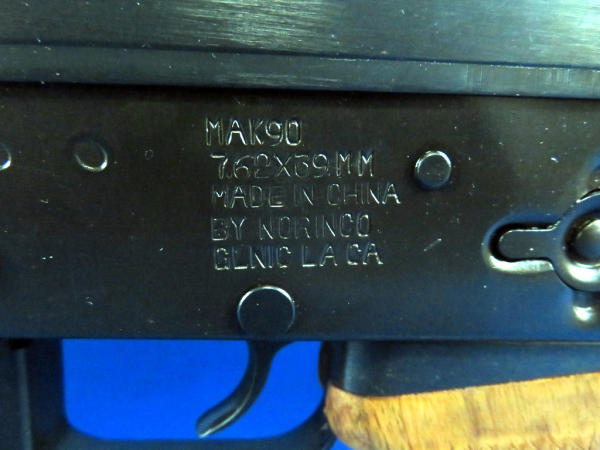 MAK90
7.62X39MM
MADE IN CHINA
BY NORINCO
GLNIC LA CA